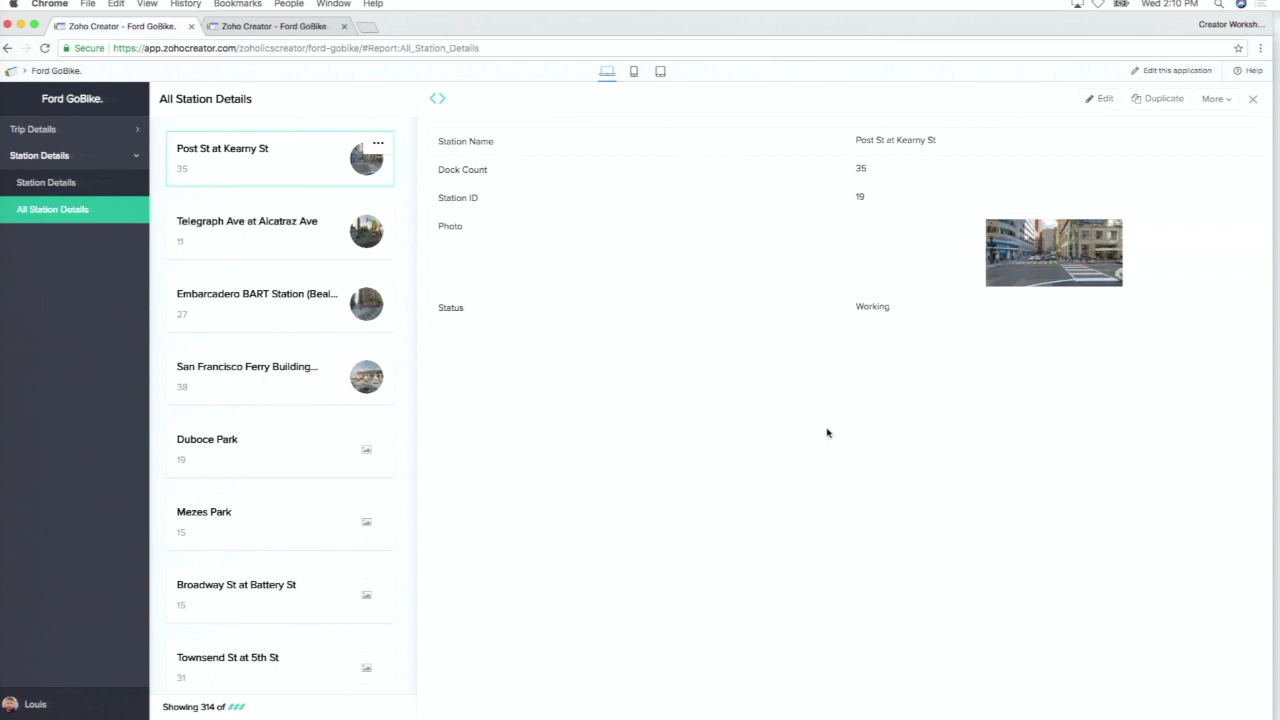 Chrome File Edit View History Bookmarks People Window Help Wed 2:10 PM
Zoho Creator - Ford GoBike. Zoho Creator - Ford GoBike Creator Worksh...
Secure https://app.zohocreator.com/zoholicscreator/ford-gobike/#Report:All_Station_Details
Ford GoBike. Edit this application Help
Ford GoBike. All Station Details Edit Duplicate More
Trip Details
Station Details
Station Details
All Station Details
Post St at Kearny St
35
Telegraph Ave at Alcatraz Ave
11
Embarcadero BART Station (Beal...
27
San Francisco Ferry Building...
38
Duboce Park
19
Mezes Park
15
Broadway St at Battery St
15
Townsend St at 5th St
31
Showing 314 of ###
Station Name Post St at Kearny St
Dock Count 35
Station ID 19
Photo
Status Working
Louis